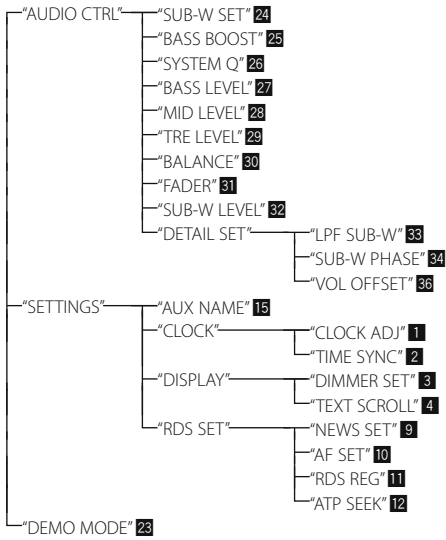 “AUDIO CTRL” “SUB-W SET” 24
“BASS BOOST” 25
“SYSTEM Q” 26
“BASS LEVEL” 27
“MID LEVEL” 28
“TRE LEVEL” 29
“BALANCE” 30
“FADER” 31
“SUB-W LEVEL” 32
“DETAIL SET” “LPF SUB-W” 33
“SUB-W PHASE” 34
“VOL OFFSET” 36
“SETTINGS” “AUX NAME” 15
“CLOCK” “CLOCK ADJ” 1
“TIME SYNC” 2
“DISPLAY” “DIMMER SET” 3
“TEXT SCROLL” 4
“RDS SET” “NEWS SET” 9
“AF SET” 10
“RDS REG” 11
“ATP SEEK” 12
“DEMO MODE” 23